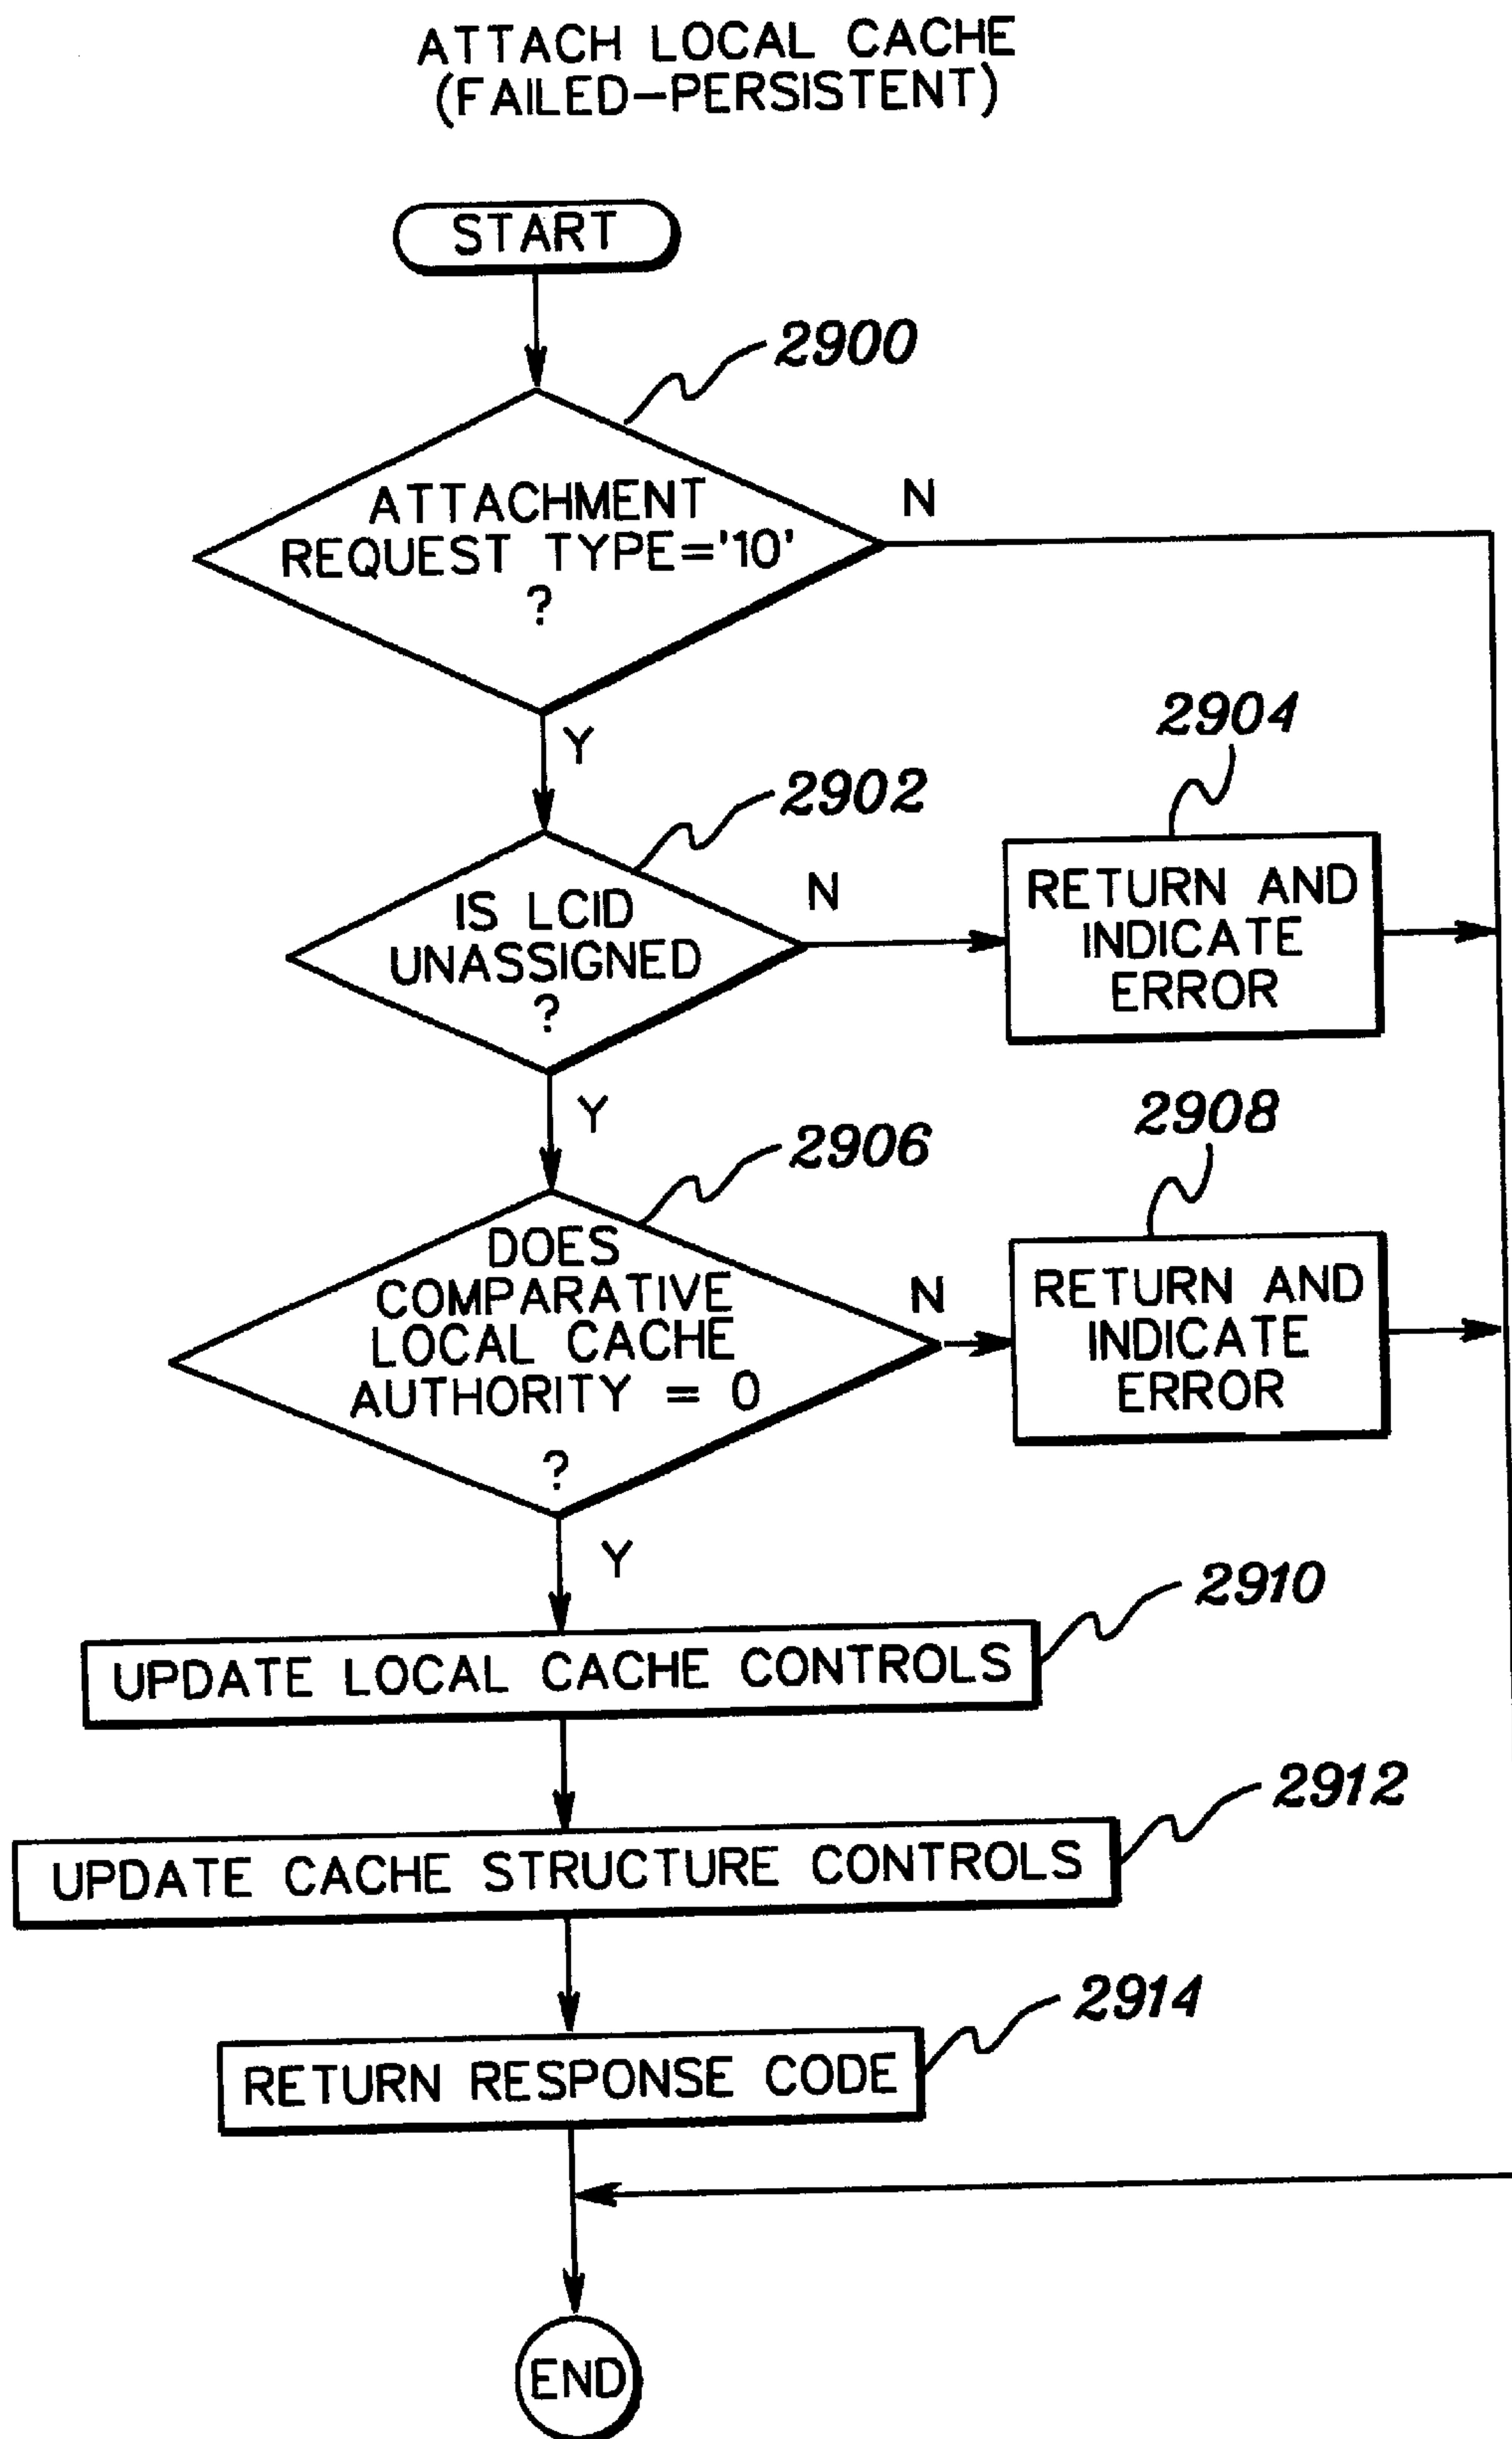 ATTACH LOCAL CACHE
(FAILED-PERSISTENT)
START
2900
ATTACHMENT
REQUEST TYPE='10'
?
N
Y
2902
IS LCID
UNASSIGNED
?
N
2904
RETURN AND
INDICATE
ERROR
Y
2906
DOES
COMPARATIVE
LOCAL CACHE
AUTHORITY = 0
?
N
2908
RETURN AND
INDICATE
ERROR
Y
2910
UPDATE LOCAL CACHE CONTROLS
2912
UPDATE CACHE STRUCTURE CONTROLS
2914
RETURN RESPONSE CODE
END